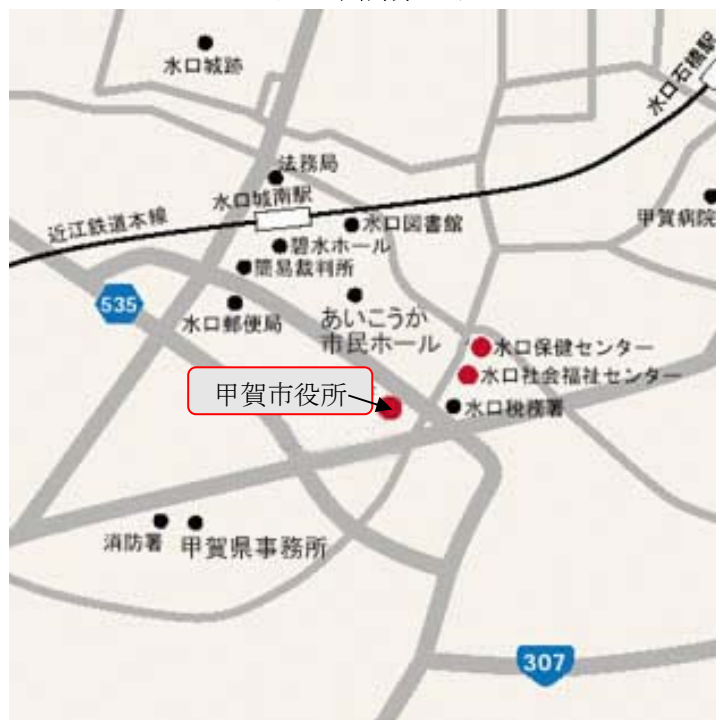 水口城跡
水口石橋駅
法務局
水口城南駅
近江鉄道本線
水口図書館
甲賀病院
碧水ホール
簡易裁判所
535
水口郵便局
あいこうか
市民ホール
水口保健センター
水口社会福祉センター
甲賀市役所
水口税務署
消防署
甲賀県事務所
307